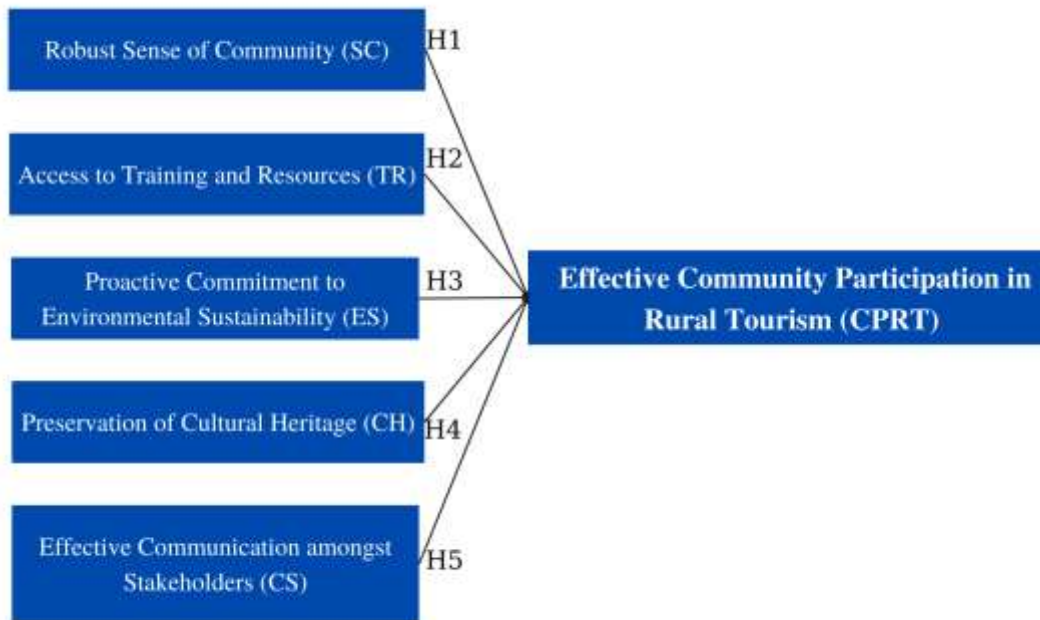 Robust Sense of Community (SC)
H1
Access to Training and Resources (TR)
H2
Proactive Commitment to
Environmental Sustainability (ES)
H3
Effective Community Participation in
Rural Tourism (CPRT)
Preservation of Cultural Heritage (CH)
H4
Effective Communication amongst
Stakeholders (CS)
H5